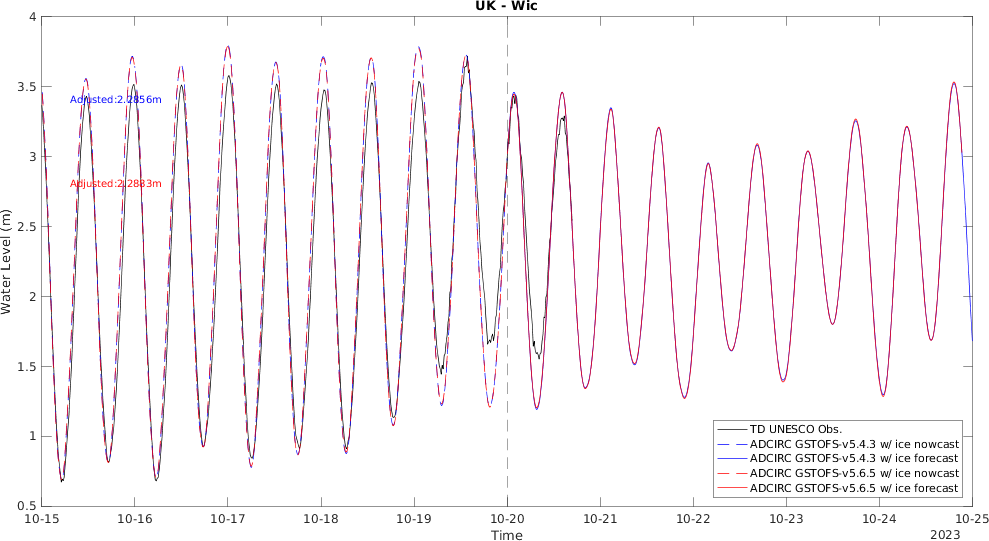 UK - Wic
4
3.5
3
2.5
2
1.5
1
0.5
Water Level (m)
Adjusted:2.2856m
Adjusted:2.2883m
TD UNESCO Obs.
ADCIRC GSTOFS-v5.4.3 w/ ice nowcast
ADCIRC GSTOFS-v5.4.3 w/ ice forecast
ADCIRC GSTOFS-v5.6.5 w/ ice nowcast
ADCIRC GSTOFS-v5.6.5 w/ ice forecast
10-15 10-16 10-17 10-18 10-19 10-20 10-21 10-22 10-23 10-24 10-25
Time
2023